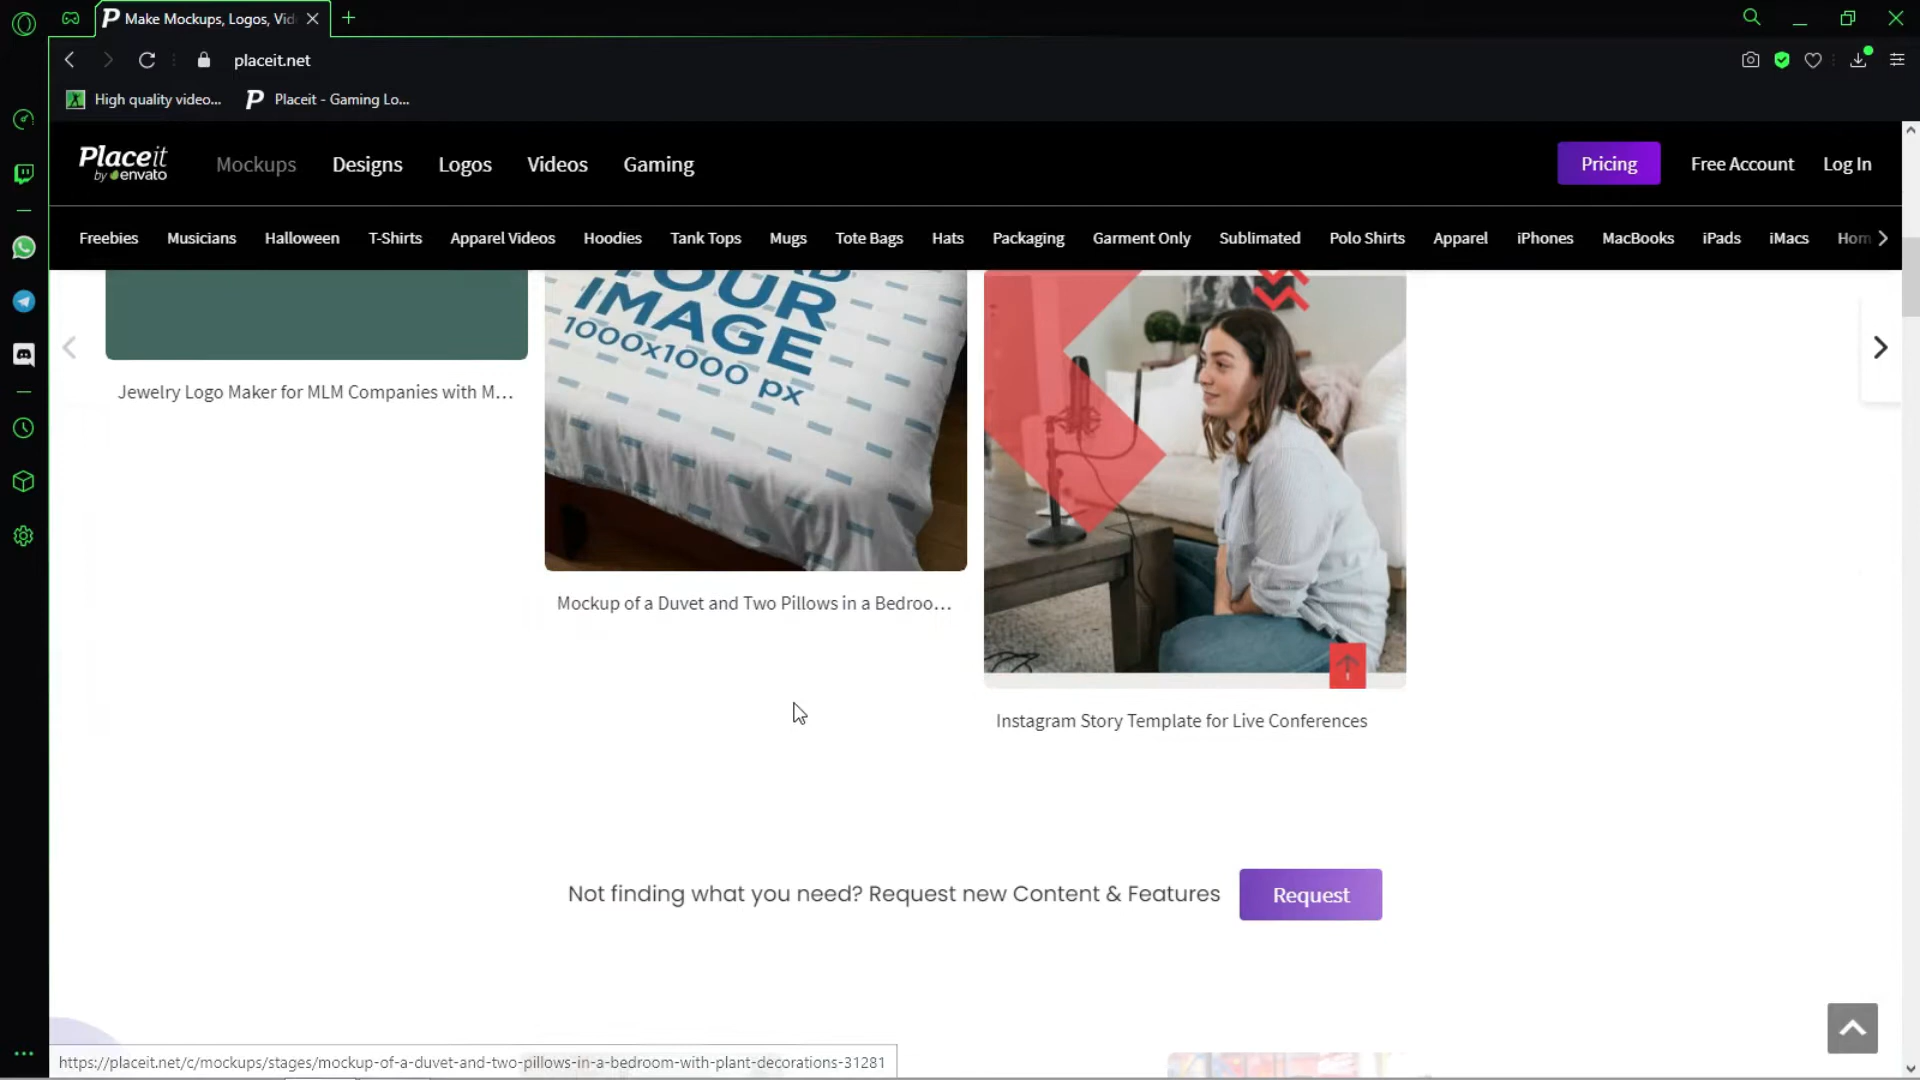 Make Mockups, Logos, Vid
placeit.net
High quality video...
Placeit - Gaming Lo...
Placeit
by envato
Mockups
Designs
Logos
Videos
Gaming
Pricing
Free Account
Log In
Freebies
Musicians
Halloween
T-Shirts
Apparel Videos
Hoodies
Tank Tops
Mugs
Tote Bags
Hats
Packaging
Garment Only
Sublimated
Polo Shirts
Apparel
iPhones
MacBooks
iPads
iMacs
Hom
YOUR
IMAGE
1000x1000 px
Jewelry Logo Maker for MLM Companies with M...
Mockup of a Duvet and Two Pillows in a Bedroo...
Instagram Story Template for Live Conferences
Not finding what you need? Request new Content & Features
Request
https://placeit.net/c/mockups/stages/mockup-of-a-duvet-and-two-pillows-in-a-bedroom-with-plant-decorations-31281